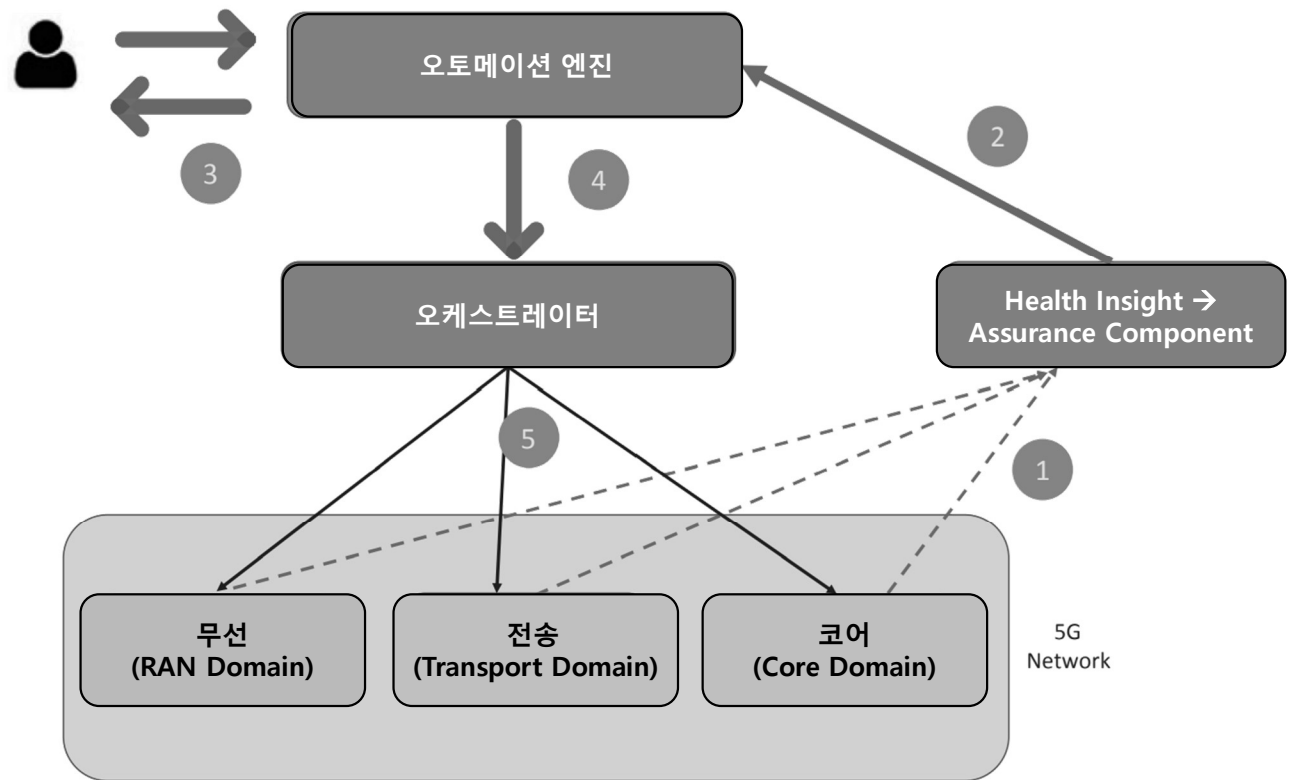 오토메이션 엔진
2
3
4
오케스트레이터
Health Insight →
Assurance Component
5
1
무선
(RAN Domain)
전송
(Transport Domain)
코어
(Core Domain)
5G
Network